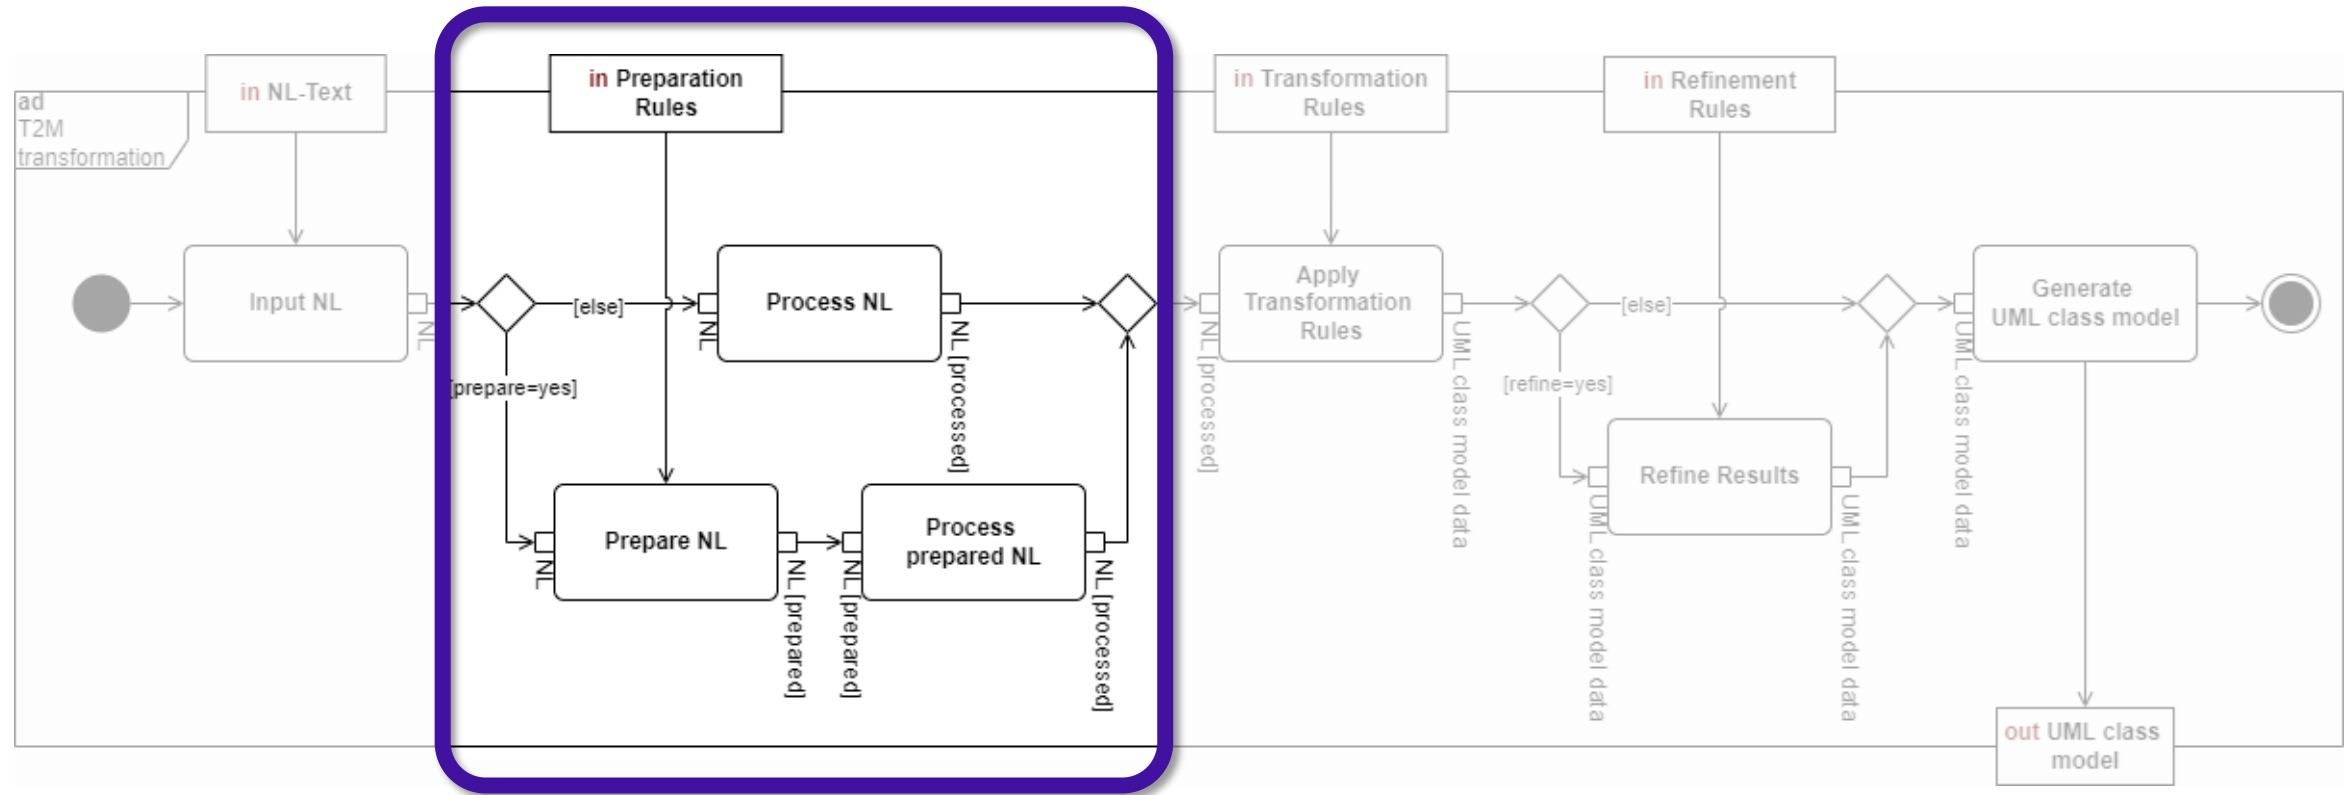 ad
T2M
transformation
in NL-Text
in Preparation
Rules
in Transformation
Rules
in Refinement
Rules
Input NL
NL
[else]
[prepare=yes]
NL
Process NL
NL [processed]
NL
Prepare NL
NL [prepared]
NL [prepared]
Process
prepared NL
NL [processed]
NL [processed]
Apply
Transformation
Rules
UML class model data
[else]
[refine=yes]
UML class model data
Refine Results
UML class model data
UML class model data
Generate
UML class model
out UML class
model